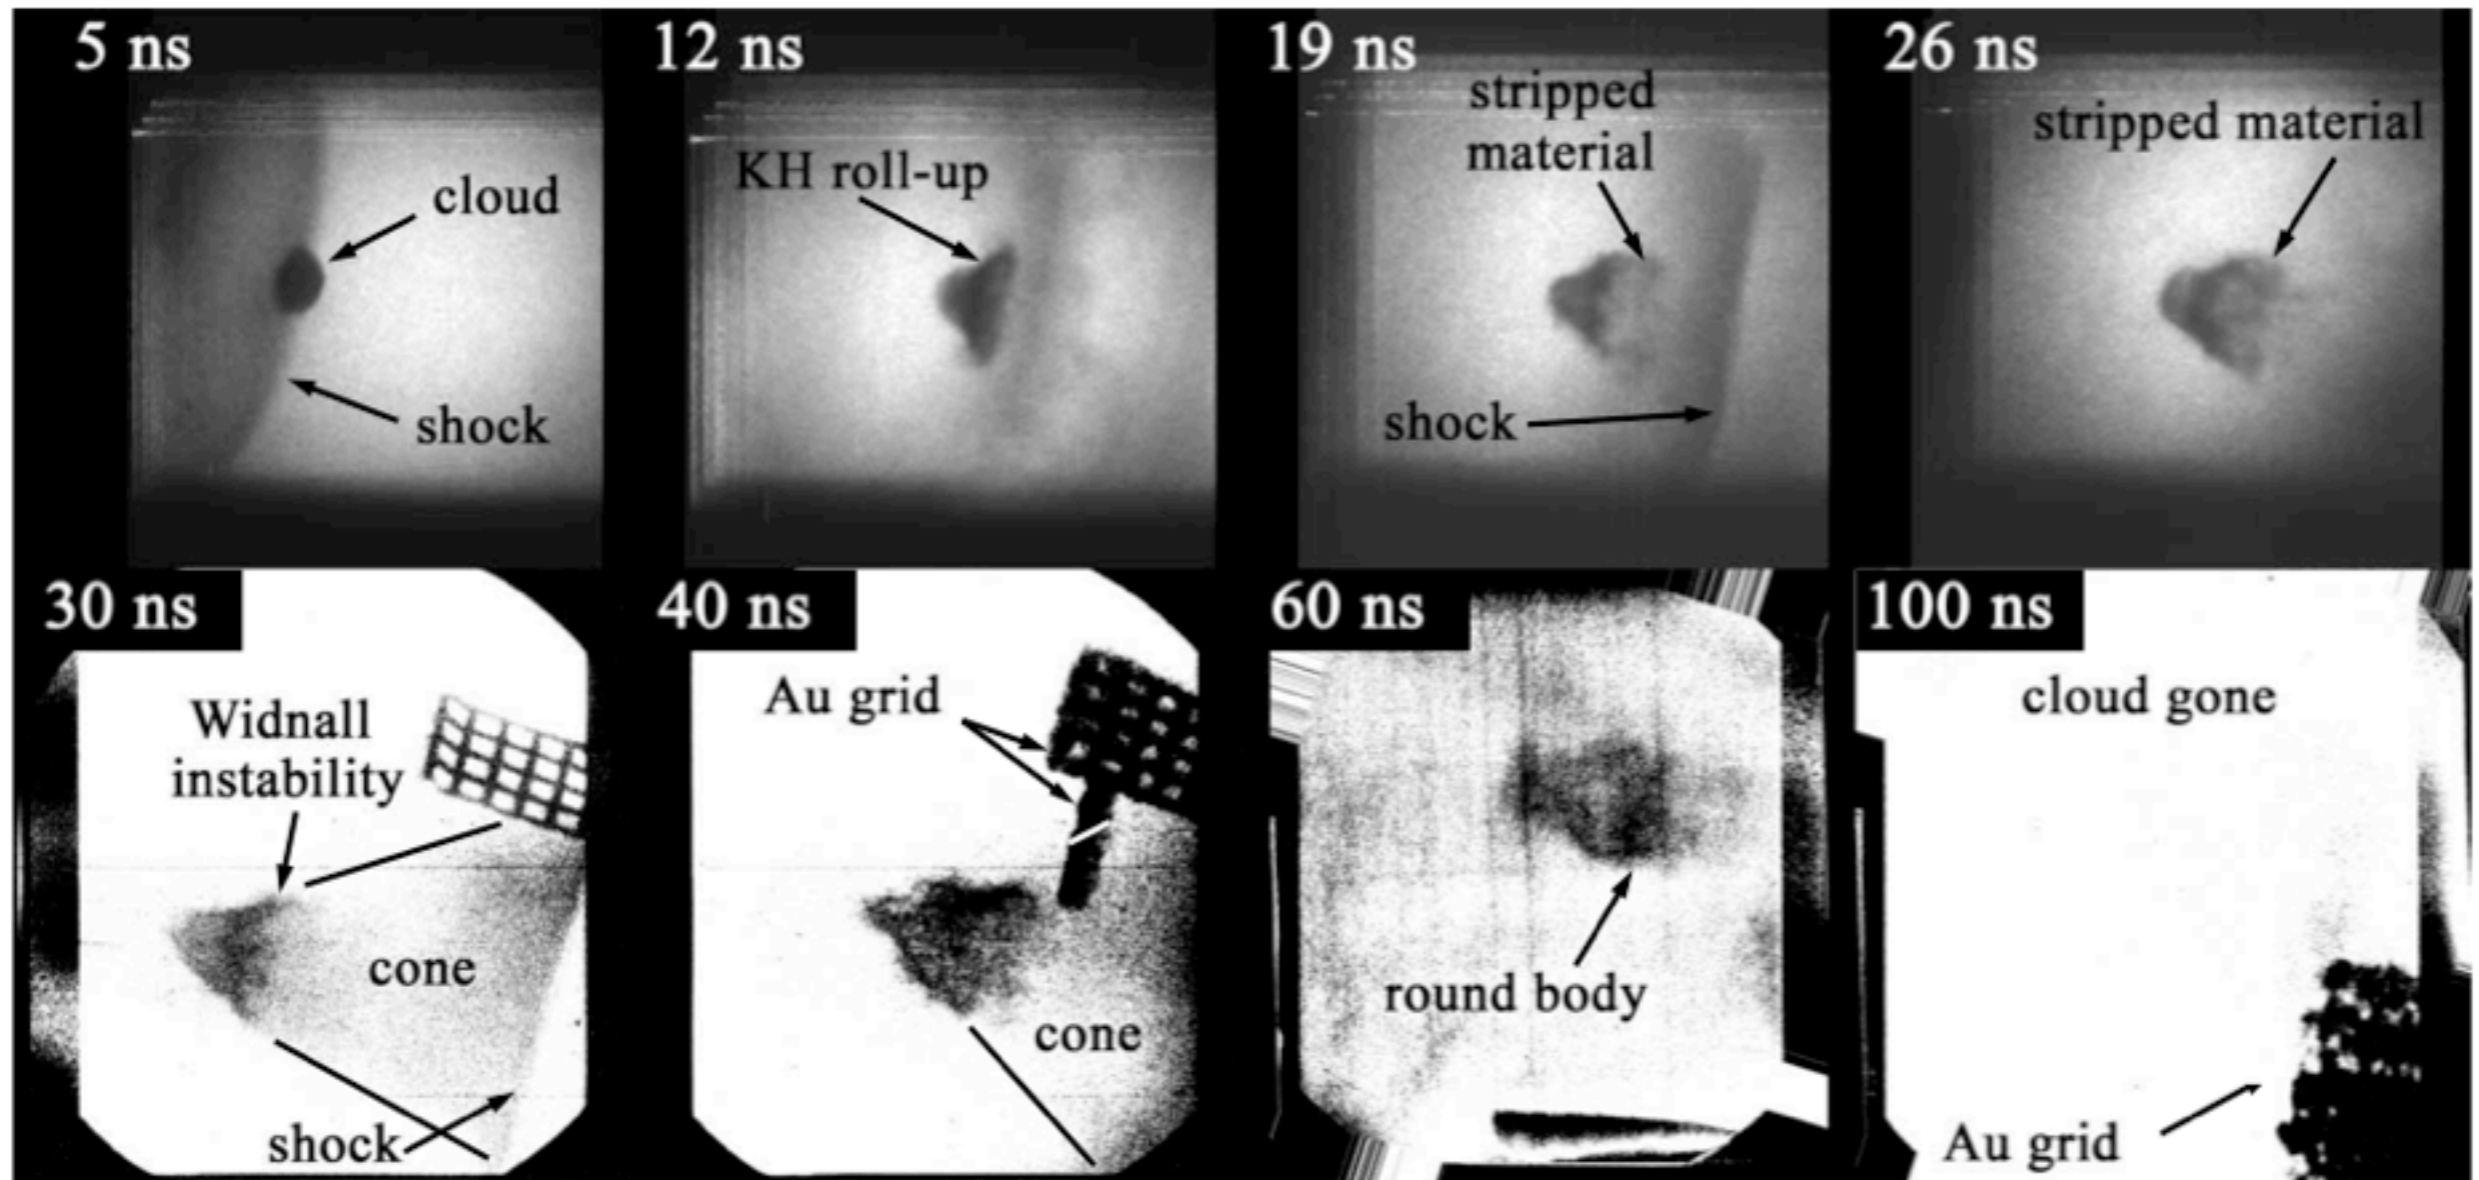 5 ns
cloud
shock
12 ns
KH roll-up
19 ns
stripped
material
shock
26 ns
stripped material
30 ns
Widnall
instability
cone
shock
40 ns
Au grid
cone
60 ns
round body
100 ns
cloud gone
Au grid